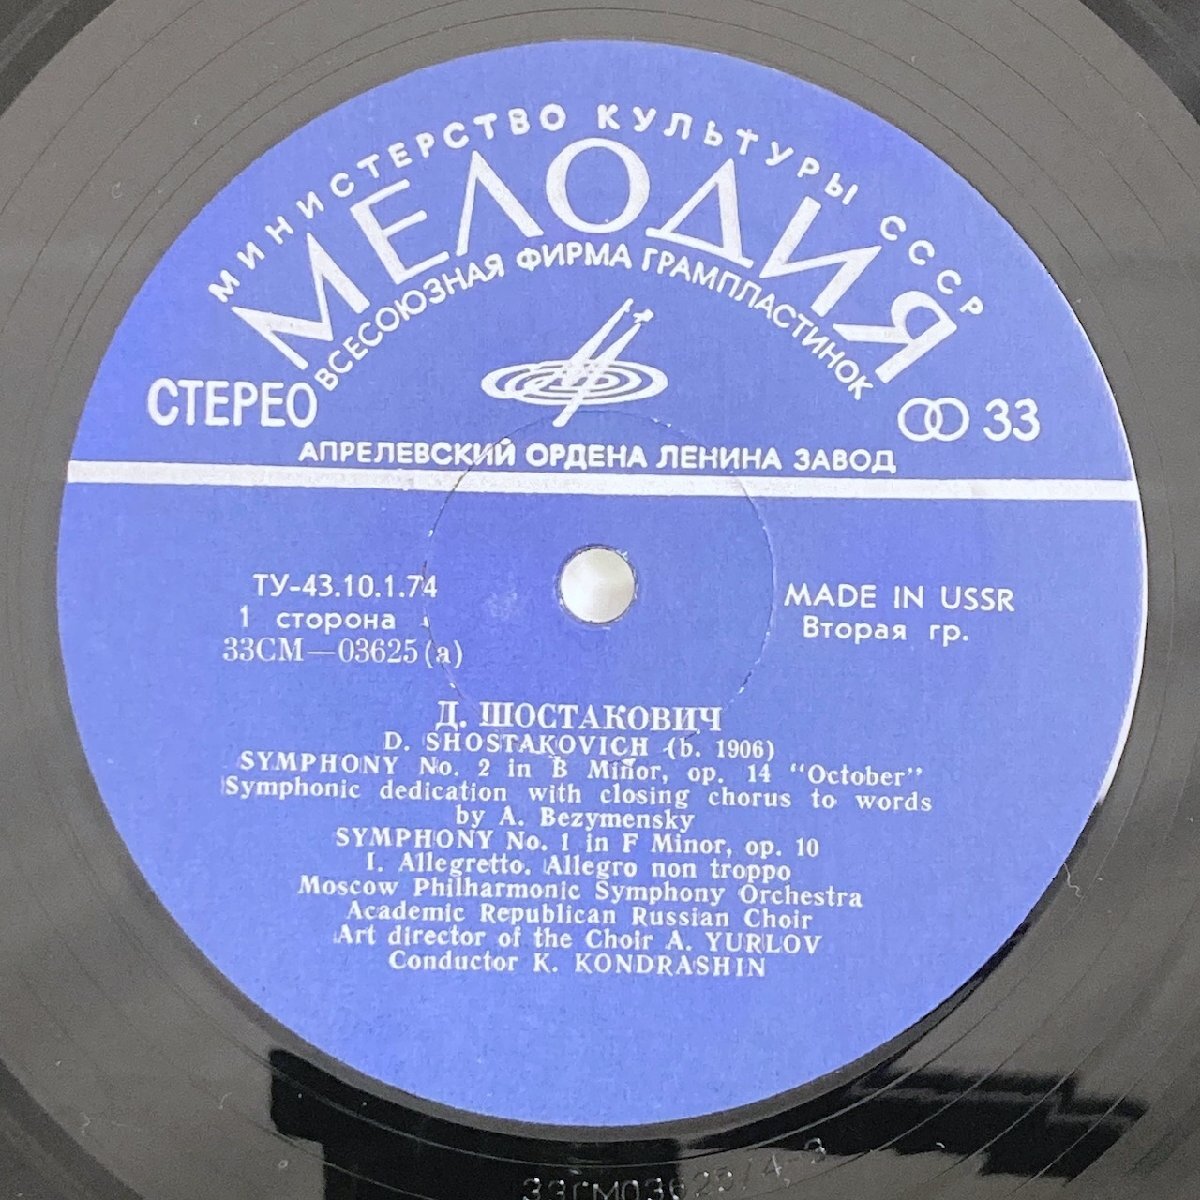 МИНИСТЕРСТВО КУЛЬТУРЫ СССР
МЕЛОДИЯ
ВСЕСОЮЗНАЯ ФИРМА ГРАМПЛАСТИНОК
СТЕРЕО
33
АПРЕЛЕВСКИЙ ОРДЕНА ЛЕНИНА ЗАВОД
ТУ-43.10.1.74
1 сторона
33СМ—03625(а)
MADE IN USSR
Вторая гр.
Д. ШОСТАКОВИЧ
D. SHOSTAKOVICH (b. 1906)
SYMPHONY No. 2 in B Minor, op. 14 "October"
Symphonic dedication with closing chorus to words
by A. Bezymensky
SYMPHONY No. 1 in F Minor, op. 10
I. Allegretto. Allegro non troppo
Moscow Philharmonic Symphony Orchestra
Academic Republican Russian Choir
Art director of the Choir A. YURLOV
Conductor K. KONDRASHIN